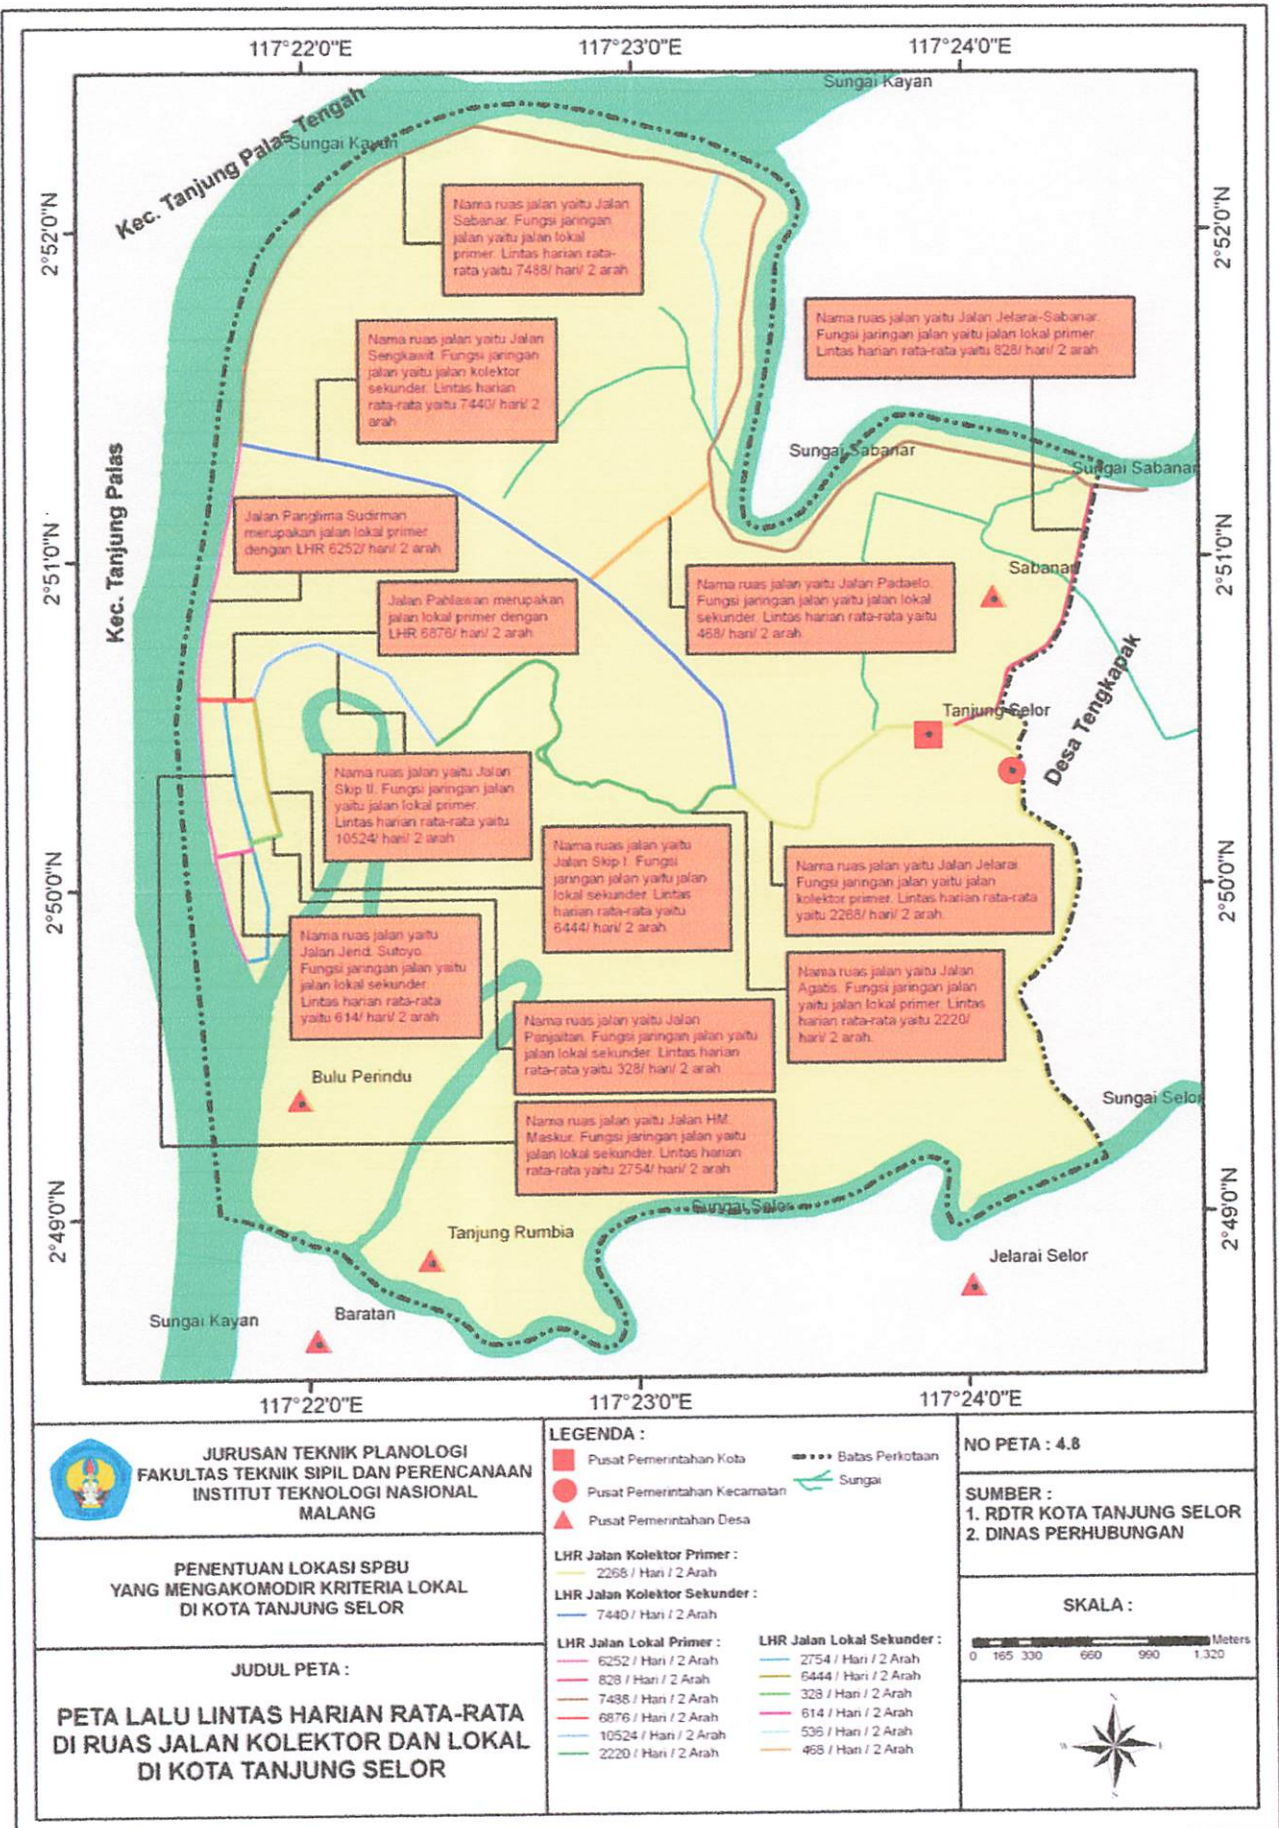 117°22'0"E
117°23'0"E
117°24'0"E
Sungai Kayan
Kec. Tanjung Palas Tengah
Sungai Kayan
2°52'0"N
2°52'0"N
Nama ruas jalan yaitu Jalan
Sabanar. Fungsi jaringan
jalan yaitu jalan lokal
primer. Lintas harian rata-
rata yaitu 7488/ hari/ 2 arah
Nama ruas jalan yaitu Jalan Jelarai-Sabanar.
Fungsi jaringan jalan yaitu jalan lokal primer.
Lintas harian rata-rata yaitu 828/ hari/ 2 arah
Nama ruas jalan yaitu Jalan
Sengkawit. Fungsi jaringan
jalan yaitu jalan kolektor
sekunder. Lintas harian
rata-rata yaitu 7440/ hari/ 2
arah
Sungai Sabanar
Sungai Sabanar
Kec. Tanjung Palas
Jalan Panglima Sudirman
merupakan jalan lokal primer
dengan LHR 6252/ hari/ 2 arah
2°51'0"N
2°51'0"N
Sabanar
Jalan Pahlawan merupakan
jalan lokal primer dengan
LHR 6876/ hari/ 2 arah
Nama ruas jalan yaitu Jalan Padaelo.
Fungsi jaringan jalan yaitu jalan lokal
sekunder. Lintas harian rata-rata yaitu
468/ hari/ 2 arah
Desa Tengkapak
Tanjung Selor
Nama ruas jalan yaitu Jalan
Skip II. Fungsi jaringan jalan
yaitu jalan lokal primer.
Lintas harian rata-rata yaitu
10524/ hari/ 2 arah
Nama ruas jalan yaitu
Jalan Skip I. Fungsi
jaringan jalan yaitu jalan
lokal sekunder. Lintas
harian rata-rata yaitu
6444/ hari/ 2 arah
Nama ruas jalan yaitu Jalan Jelarai.
Fungsi jaringan jalan yaitu jalan
kolektor primer. Lintas harian rata-rata
yaitu 2268/ hari/ 2 arah.
2°50'0"N
2°50'0"N
Nama ruas jalan yaitu
Jalan Jend. Sutoyo.
Fungsi jaringan jalan yaitu
jalan lokal sekunder.
Lintas harian rata-rata
yaitu 614/ hari/ 2 arah
Nama ruas jalan yaitu Jalan
Agatis. Fungsi jaringan jalan
yaitu jalan lokal primer. Lintas
harian rata-rata yaitu 2220/
hari/ 2 arah.
Nama ruas jalan yaitu Jalan
Panjaitan. Fungsi jaringan jalan yaitu
jalan lokal sekunder. Lintas harian
rata-rata yaitu 328/ hari/ 2 arah
Bulu Perindu
Sungai Selor
Nama ruas jalan yaitu Jalan HM.
Maskur. Fungsi jaringan jalan yaitu
jalan lokal sekunder. Lintas harian
rata-rata yaitu 2754/ hari/ 2 arah
Sungai Selor
2°49'0"N
2°49'0"N
Tanjung Rumbia
Jelarai Selor
Sungai Kayan
Baratan
117°22'0"E
117°23'0"E
117°24'0"E
JURUSAN TEKNIK PLANOLOGI
FAKULTAS TEKNIK SIPIL DAN PERENCANAAN
INSTITUT TEKNOLOGI NASIONAL
MALANG
PENENTUAN LOKASI SPBU
YANG MENGAKOMODIR KRITERIA LOKAL
DI KOTA TANJUNG SELOR
JUDUL PETA :
PETA LALU LINTAS HARIAN RATA-RATA
DI RUAS JALAN KOLEKTOR DAN LOKAL
DI KOTA TANJUNG SELOR
LEGENDA :
Pusat Pemerintahan Kota
Pusat Pemerintahan Kecamatan
Pusat Pemerintahan Desa
Batas Perkotaan
Sungai
LHR Jalan Kolektor Primer :
2268 / Hari / 2 Arah
LHR Jalan Kolektor Sekunder :
7440 / Hari / 2 Arah
LHR Jalan Lokal Primer :
6252 / Hari / 2 Arah
828 / Hari / 2 Arah
7488 / Hari / 2 Arah
6876 / Hari / 2 Arah
10524 / Hari / 2 Arah
2220 / Hari / 2 Arah
LHR Jalan Lokal Sekunder :
2754 / Hari / 2 Arah
6444 / Hari / 2 Arah
328 / Hari / 2 Arah
614 / Hari / 2 Arah
536 / Hari / 2 Arah
468 / Hari / 2 Arah
NO PETA : 4.8
SUMBER :
1. RDTR KOTA TANJUNG SELOR
2. DINAS PERHUBUNGAN
SKALA :
Meters
0 165 330 660 990 1.320